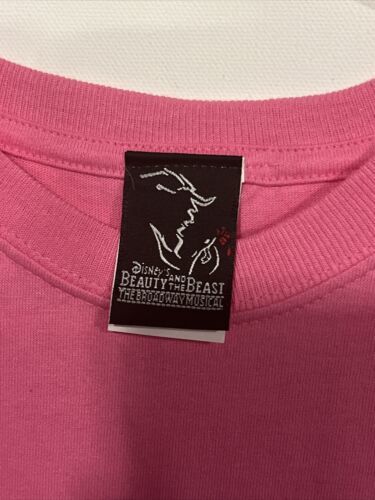 Disney's
BEAUTY AND THE BEAST
THE BROADWAY MUSICAL